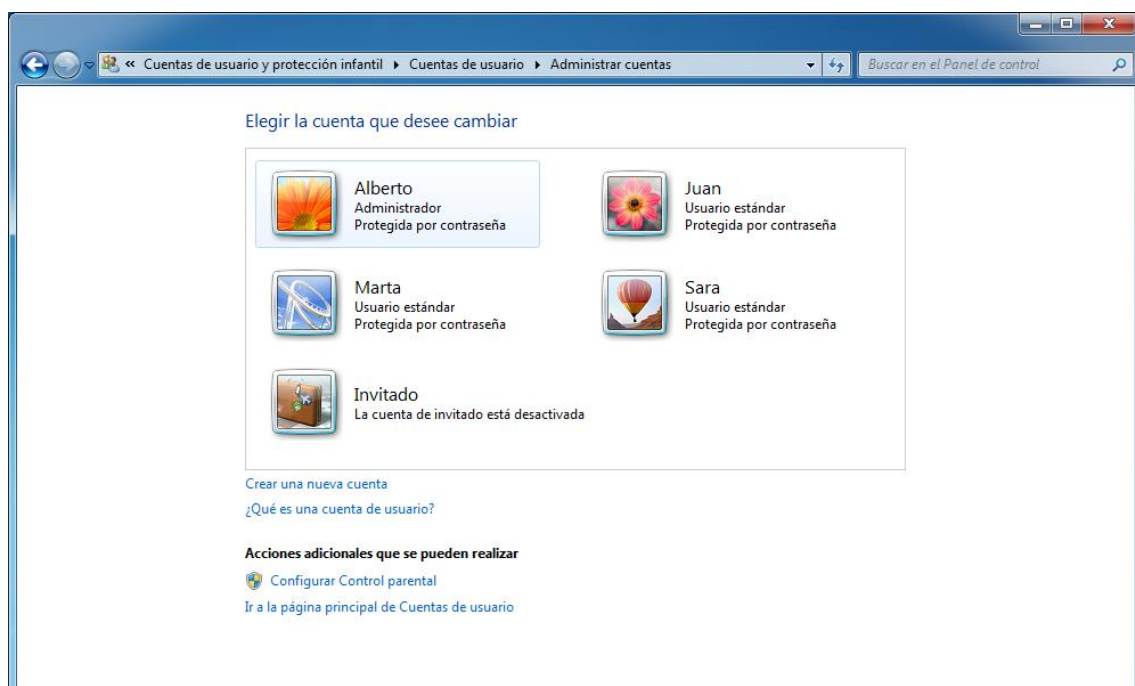 « Cuentas de usuario y protección infantil ▸ Cuentas de usuario ▸ Administrar cuentas
Buscar en el Panel de control
Elegir la cuenta que desee cambiar
Alberto
Administrador
Protegida por contraseña
Juan
Usuario estándar
Protegida por contraseña
Marta
Usuario estándar
Protegida por contraseña
Sara
Usuario estándar
Protegida por contraseña
Invitado
La cuenta de invitado está desactivada
Crear una nueva cuenta
¿Qué es una cuenta de usuario?
Acciones adicionales que se pueden realizar
Configurar Control parental
Ir a la página principal de Cuentas de usuario